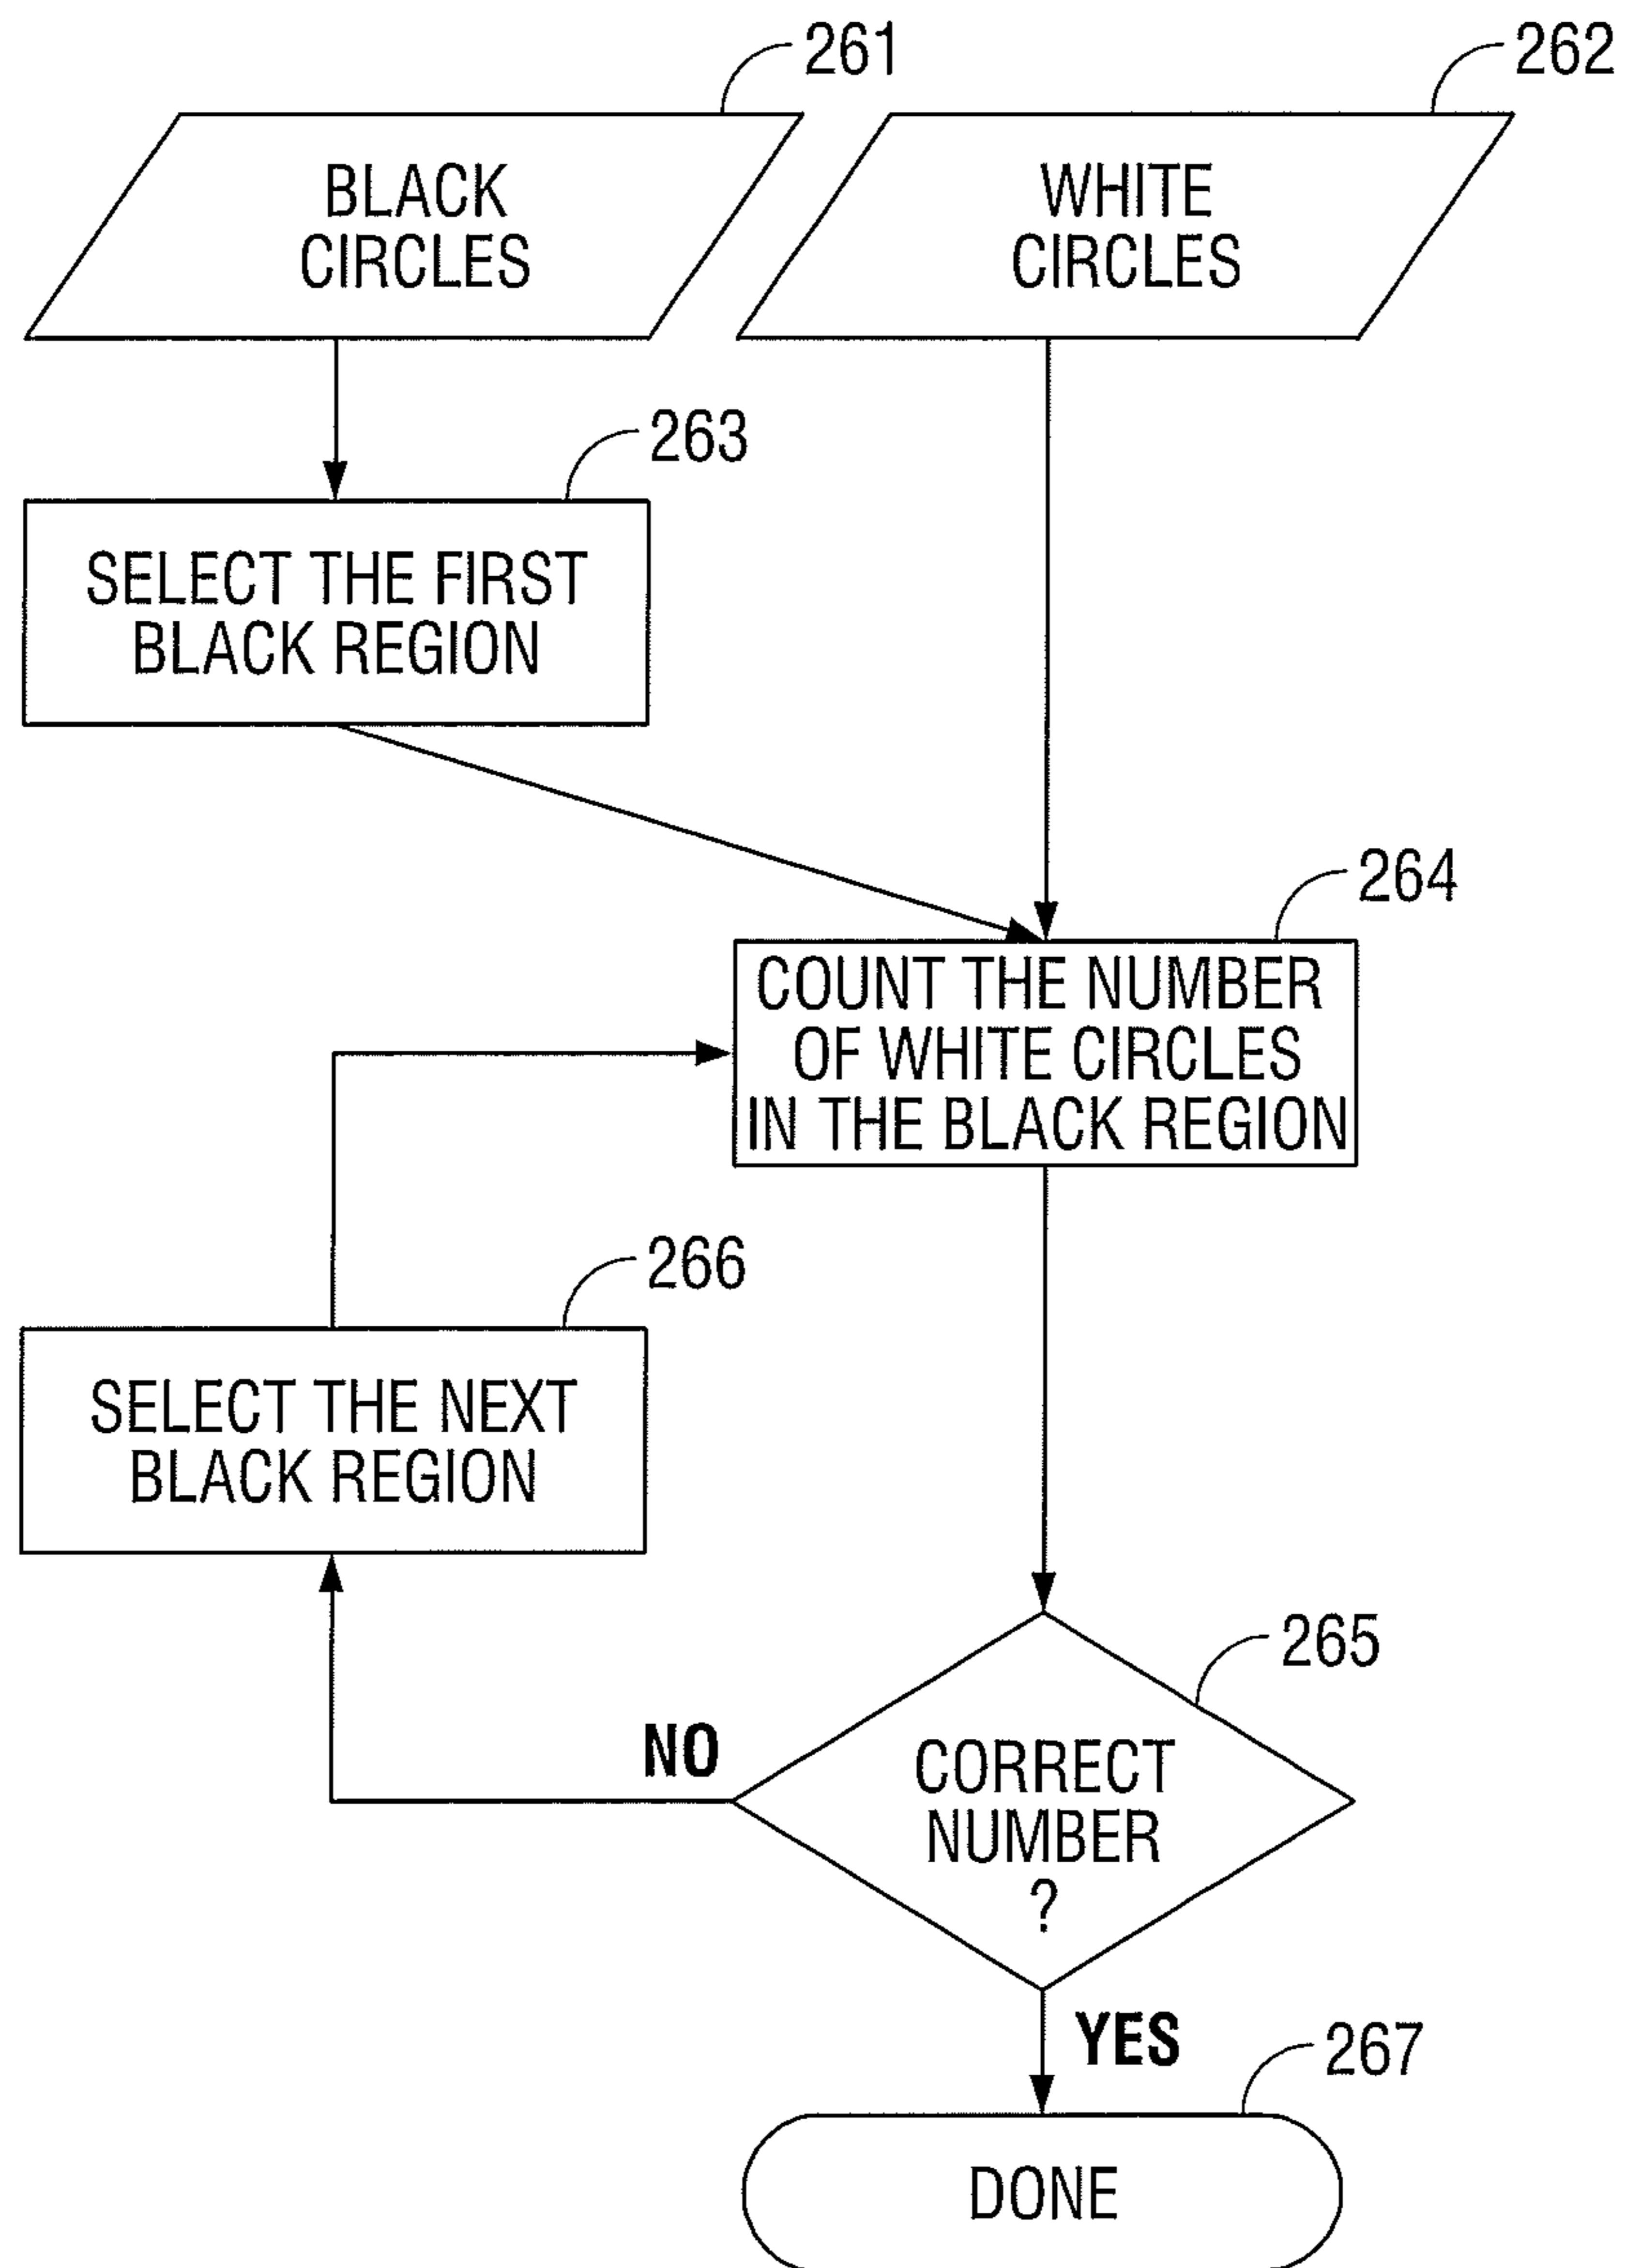 261
262
BLACK
CIRCLES
WHITE
CIRCLES
263
SELECT THE FIRST
BLACK REGION
264
COUNT THE NUMBER
OF WHITE CIRCLES
IN THE BLACK REGION
266
SELECT THE NEXT
BLACK REGION
265
NO
CORRECT
NUMBER
?
YES
267
DONE